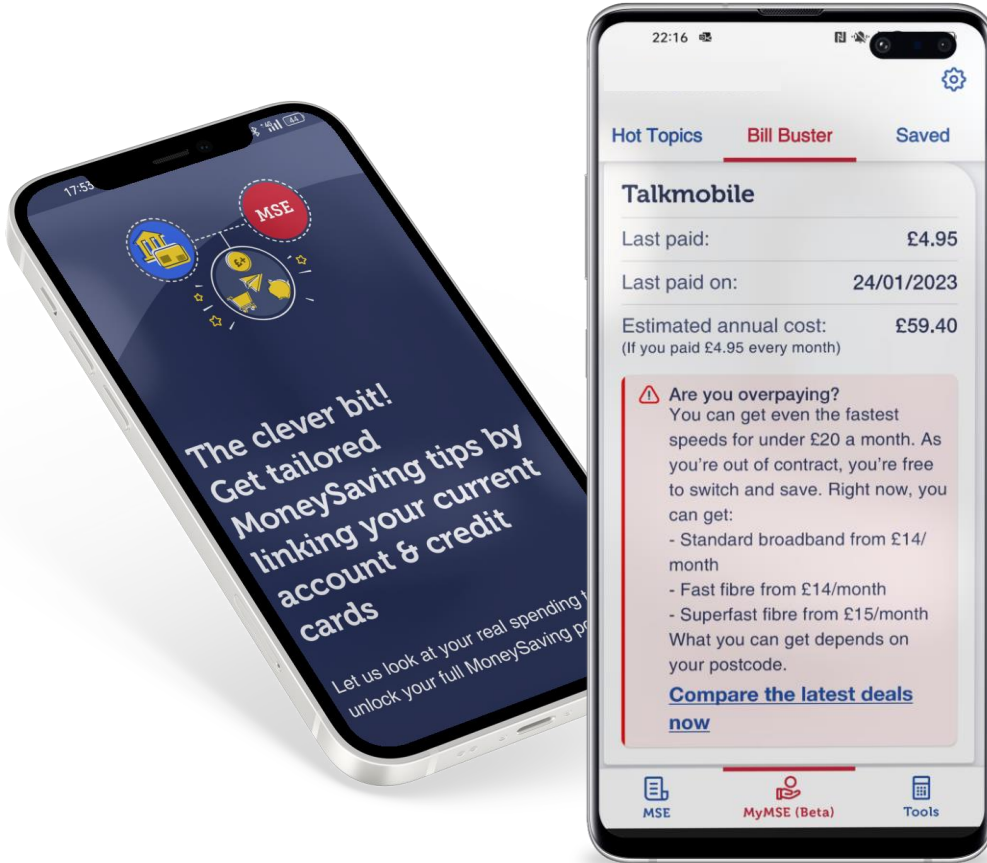 17:53
44
MSE
£+
The clever bit!
Get tailored
MoneySaving tips by
linking your current
account & credit
cards
Let us look at your real spending
unlock your full MoneySaving
22:16
Hot Topics
Bill Buster
Saved
Talkmobile
Last paid: £4.95
Last paid on: 24/01/2023
Estimated annual cost: £59.40
(If you paid £4.95 every month)
Are you overpaying?
You can get even the fastest
speeds for under £20 a month. As
you're out of contract, you're free
to switch and save. Right now, you
can get:
- Standard broadband from £14/
month
- Fast fibre from £14/month
- Superfast fibre from £15/month
What you can get depends on
your postcode.
Compare the latest deals
now
MSE
MyMSE (Beta)
Tools